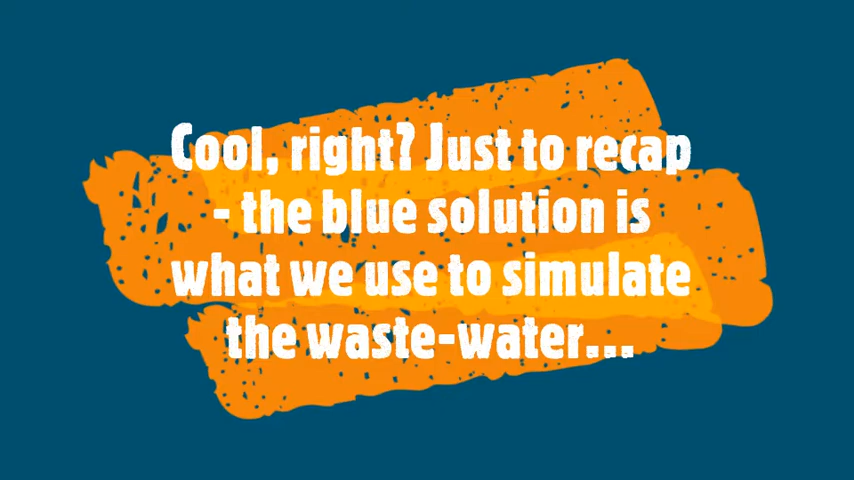 Cool, right? Just to recap
- the blue solution is
what we use to simulate
the waste-water...